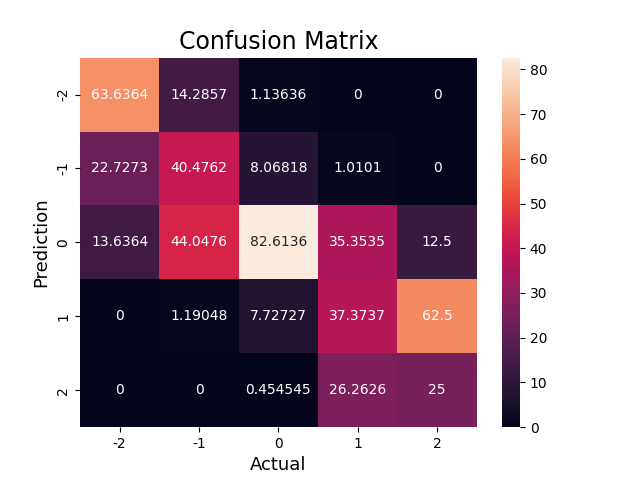 Confusion Matrix
-2 63.6364 14.2857 1.13636 0 0
-1 22.7273 40.4762 8.06818 1.0101 0
0 13.6364 44.0476 82.6136 35.3535 12.5
1 0 1.19048 7.72727 37.3737 62.5
2 0 0 0.454545 26.2626 25
-2 -1 0 1 2
Actual
Prediction
80
70
60
50
40
30
20
10
0